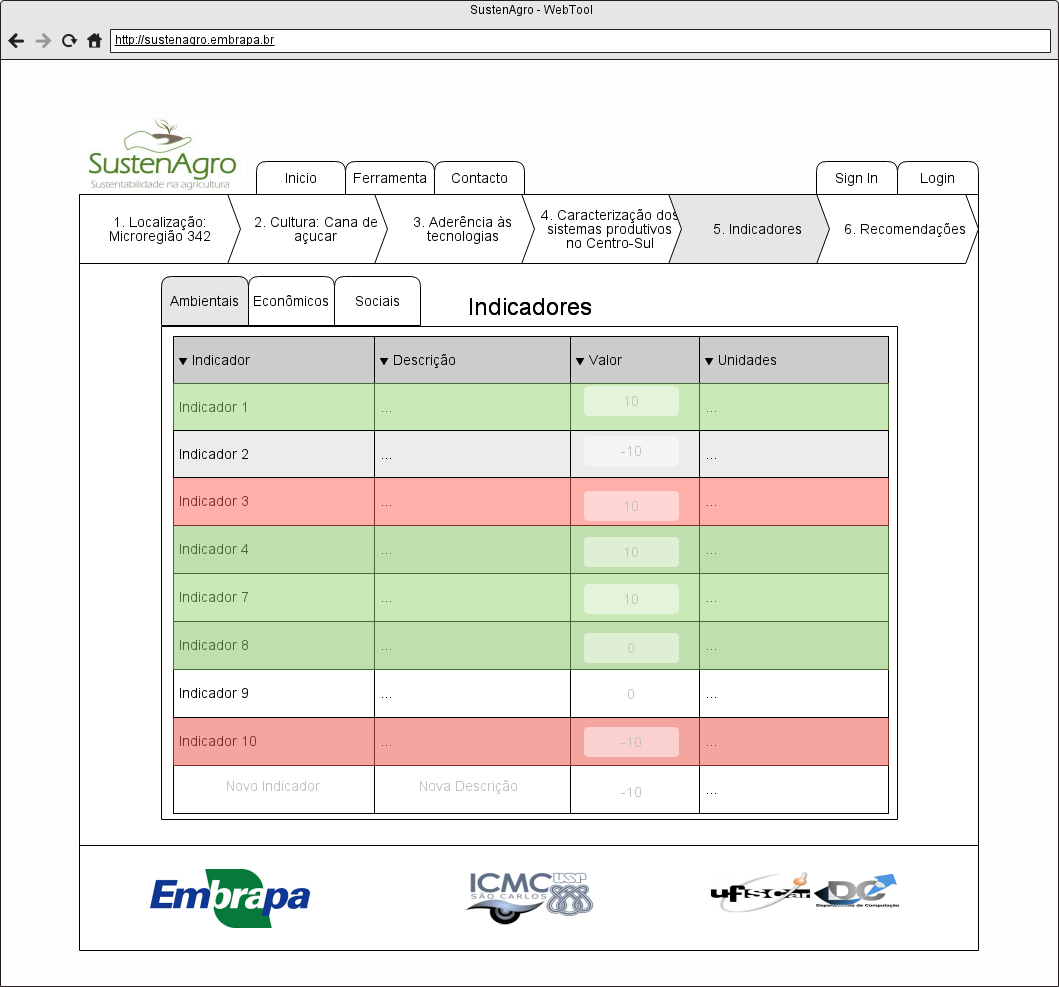 SustenAgro - WebTool
http://sustenagro.embrapa.br
SustenAgro
Sustentabilidade na agricultura
Inicio
Ferramenta
Contacto
Sign In
Login
1. Localização:
Microregião 342
2. Cultura: Cana de
açucar
3. Aderência às
tecnologias
4. Caracterização dos
sistemas produtivos
no Centro-Sul
5. Indicadores
6. Recomendações
Ambientais
Econômicos
Sociais
Indicadores
Indicador Descrição Valor Unidades
Indicador 1 ... 10 ...
Indicador 2 ... -10 ...
Indicador 3 ... 10 ...
Indicador 4 ... 10 ...
Indicador 7 ... 10 ...
Indicador 8 ... 0 ...
Indicador 9 ... 0 ...
Indicador 10 ... -10 ...
Novo Indicador Nova Descrição -10 ...
Embrapa
ICMC USP
SÃO CARLOS
ufscar
DC
Departamento de Computação